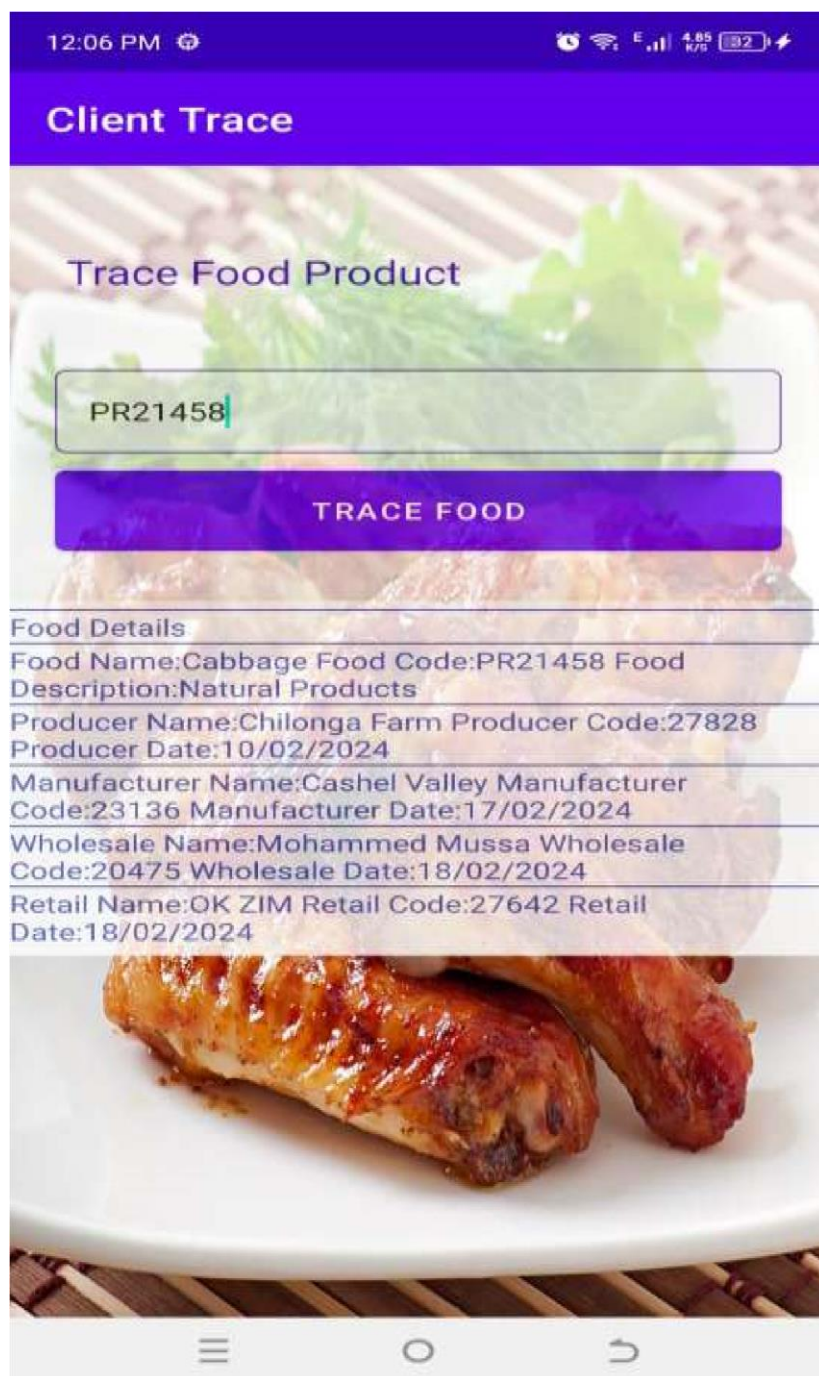 12:06 PM
E 4.85 K/S 92
Client Trace
Trace Food Product
PR21458
TRACE FOOD
Food Details
Food Name:Cabbage Food Code:PR21458 Food
Description:Natural Products
Producer Name:Chilonga Farm Producer Code:27828
Producer Date:10/02/2024
Manufacturer Name:Cashel Valley Manufacturer
Code:23136 Manufacturer Date:17/02/2024
Wholesale Name:Mohammed Mussa Wholesale
Code:20475 Wholesale Date:18/02/2024
Retail Name:OK ZIM Retail Code:27642 Retail
Date:18/02/2024